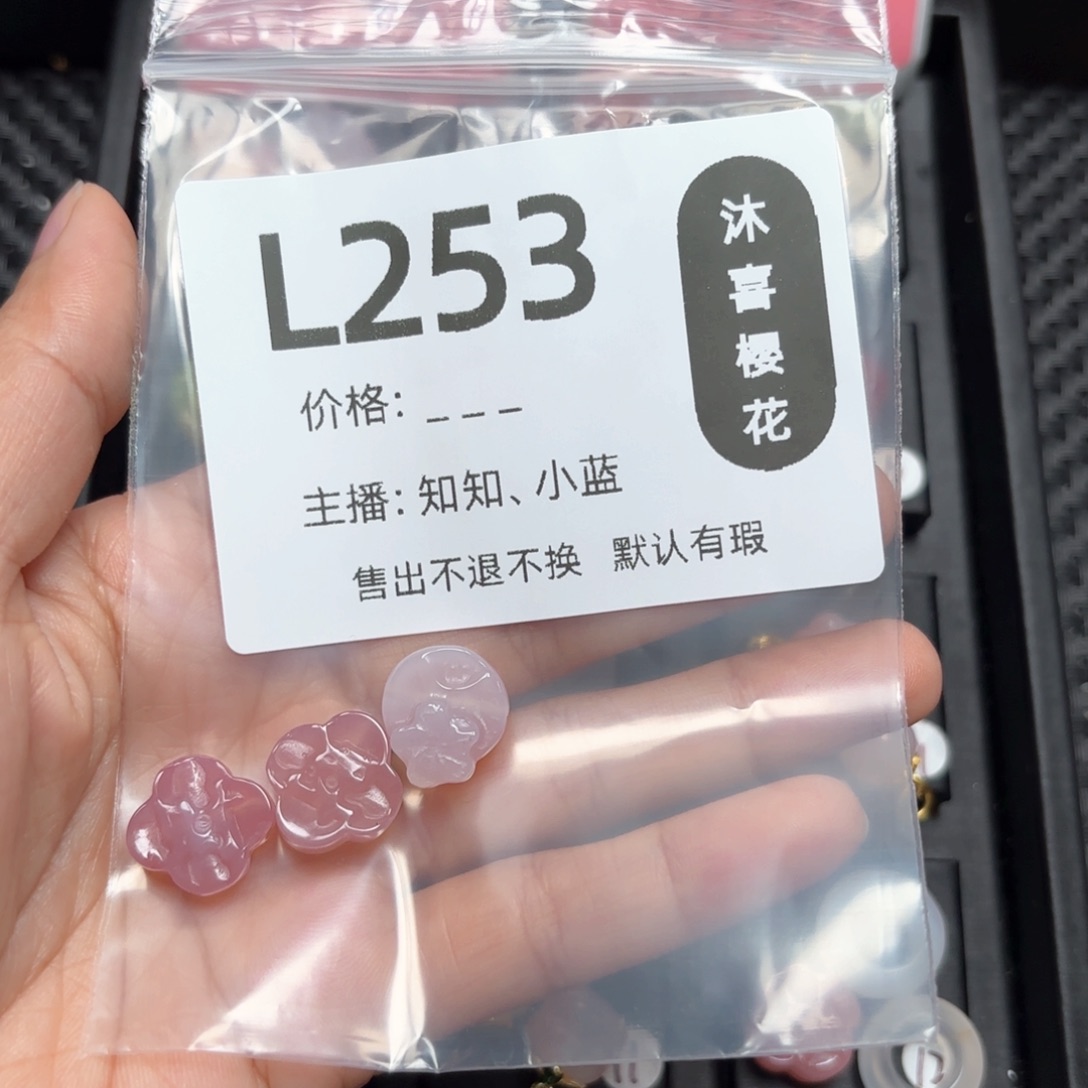 L253
沐喜樱花
价格：_ _ _
主播：知知、小蓝
售出不退不换 默认有瑕